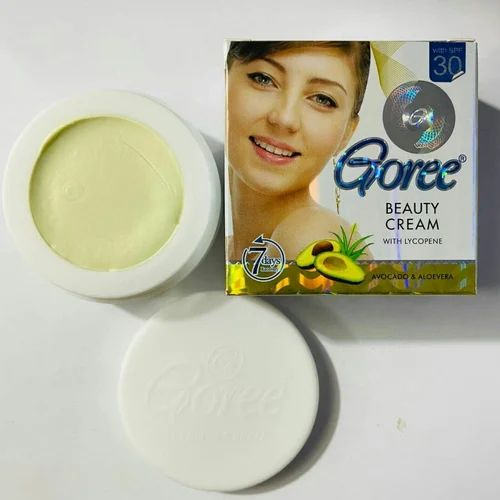 with SPF
30
Goree®
BEAUTY
CREAM
WITH LYCOPENE
7 days
AVOCADO & ALOEVERA
Goree